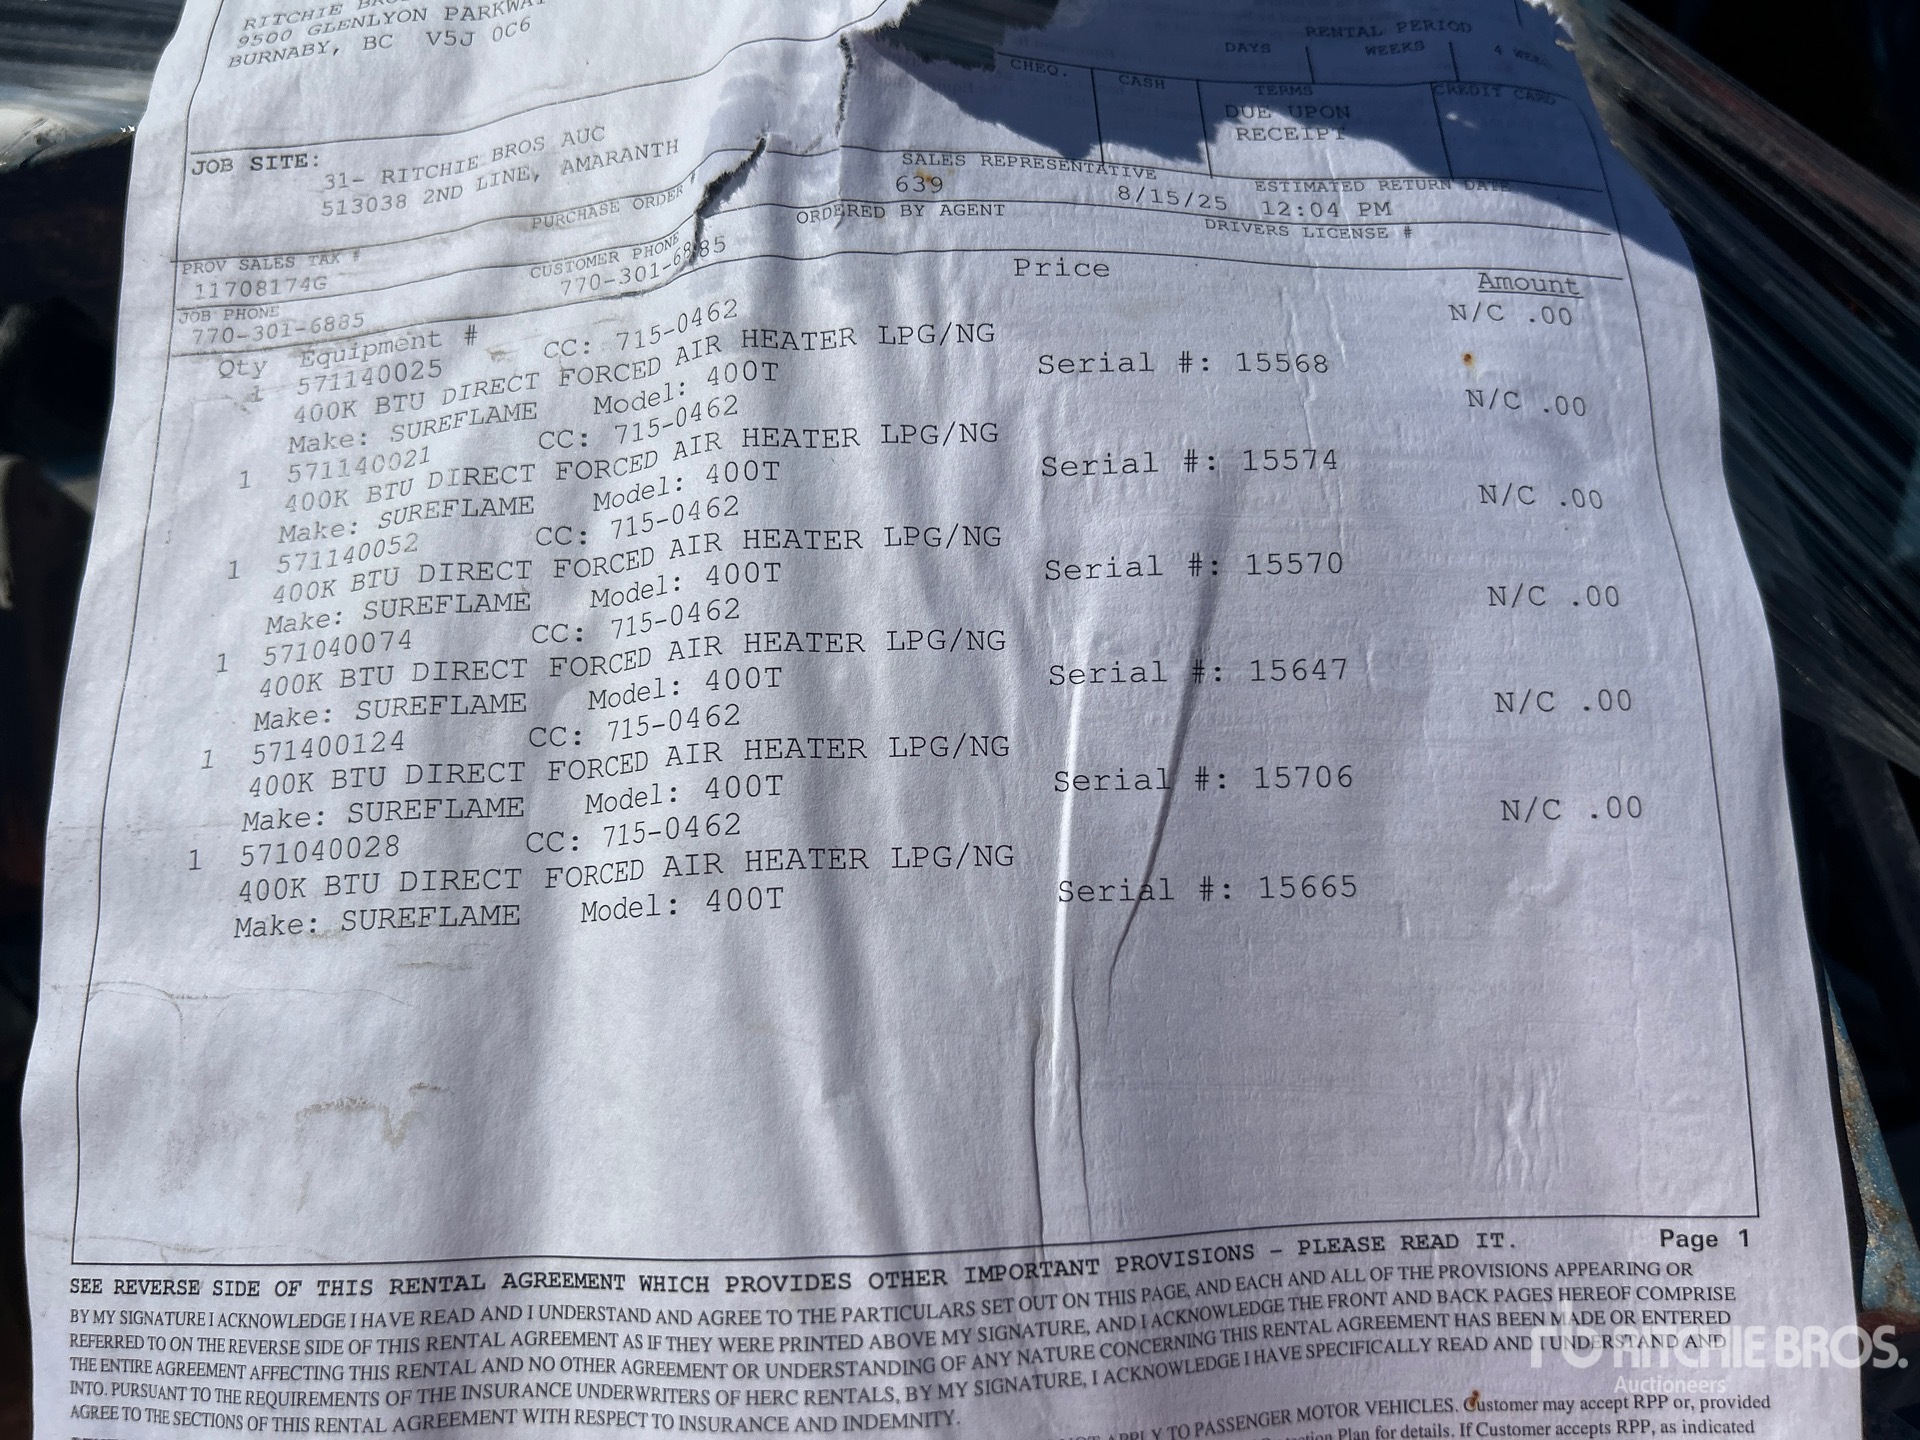 RITCHIE
9500 GLENLYON PARKWAY
BURNABY, BC V5J 0C6
RENTAL PERIOD
DAYS WEEKS 4
CHEQ. CASH TERMS CREDIT CARD
DUE UPON
RECEIPT
JOB SITE:
31- RITCHIE BROS AUC
513038 2ND LINE, AMARANTH
SALES REPRESENTATIVE
639
ESTIMATED RETURN DATE
8/15/25 12:04 PM
PURCHASE ORDER #
ORDERED BY AGENT
DRIVERS LICENSE #
PROV SALES TAX #
11708174G
CUSTOMER PHONE
770-301-6885
JOB PHONE
770-301-6885
Qty Equipment # Price Amount
1 571140025 CC: 715-0462 N/C .00
400K BTU DIRECT FORCED AIR HEATER LPG/NG
Make: SUREFLAME Model: 400T Serial #: 15568
1 571140021 CC: 715-0462 N/C .00
400K BTU DIRECT FORCED AIR HEATER LPG/NG
Make: SUREFLAME Model: 400T Serial #: 15574
1 571140052 CC: 715-0462 N/C .00
400K BTU DIRECT FORCED AIR HEATER LPG/NG
Make: SUREFLAME Model: 400T Serial #: 15570
1 571040074 CC: 715-0462 N/C .00
400K BTU DIRECT FORCED AIR HEATER LPG/NG
Make: SUREFLAME Model: 400T Serial #: 15647
1 571400124 CC: 715-0462 N/C .00
400K BTU DIRECT FORCED AIR HEATER LPG/NG
Make: SUREFLAME Model: 400T Serial #: 15706
1 571040028 CC: 715-0462 N/C .00
400K BTU DIRECT FORCED AIR HEATER LPG/NG
Make: SUREFLAME Model: 400T Serial #: 15665
Page 1
SEE REVERSE SIDE OF THIS RENTAL AGREEMENT WHICH PROVIDES OTHER IMPORTANT PROVISIONS - PLEASE READ IT.
BY MY SIGNATURE I ACKNOWLEDGE I HAVE READ AND I UNDERSTAND AND AGREE TO THE PARTICULARS SET OUT ON THIS PAGE, AND EACH AND ALL OF THE PROVISIONS APPEARING OR
REFERRED TO ON THE REVERSE SIDE OF THIS RENTAL AGREEMENT AS IF THEY WERE PRINTED ABOVE MY SIGNATURE, AND I ACKNOWLEDGE THE FRONT AND BACK PAGES HEREOF COMPRISE
THE ENTIRE AGREEMENT AFFECTING THIS RENTAL AND NO OTHER AGREEMENT OR UNDERSTANDING OF ANY NATURE CONCERNING THIS RENTAL AGREEMENT HAS BEEN MADE OR ENTERED
INTO. PURSUANT TO THE REQUIREMENTS OF THE INSURANCE UNDERWRITERS OF HERC RENTALS, BY MY SIGNATURE, I ACKNOWLEDGE I HAVE SPECIFICALLY READ AND I UNDERSTAND AND
AGREE TO THE SECTIONS OF THIS RENTAL AGREEMENT WITH RESPECT TO INSURANCE AND INDEMNITY.
APPLY TO PASSENGER MOTOR VEHICLES. Customer may accept RPP or, provided
Plan for details. If Customer accepts RPP, as indicated
RITCHIE BROS.
Auctioneers